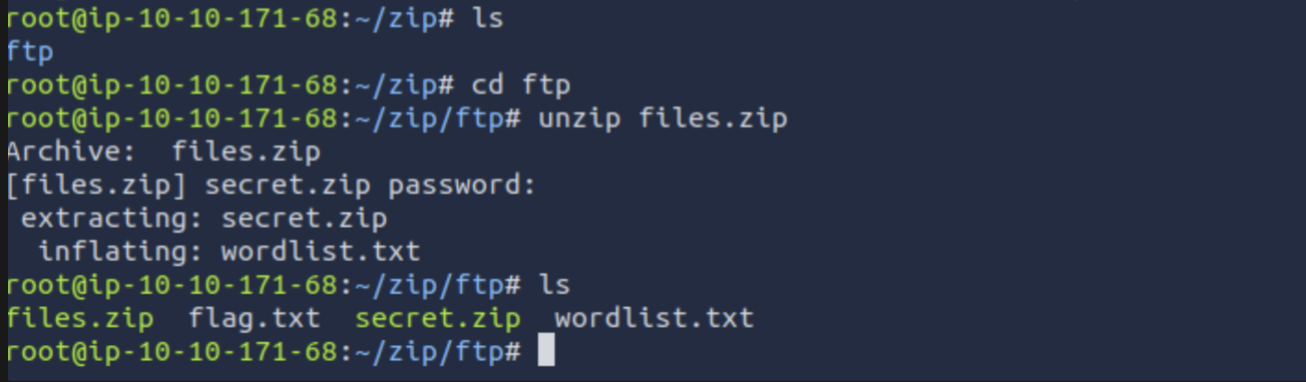 root@ip-10-10-171-68:~/zip# ls
ftp
root@ip-10-10-171-68:~/zip# cd ftp
root@ip-10-10-171-68:~/zip/ftp# unzip files.zip
Archive:  files.zip
[files.zip] secret.zip password:
 extracting: secret.zip
  inflating: wordlist.txt
root@ip-10-10-171-68:~/zip/ftp# ls
files.zip  flag.txt  secret.zip  wordlist.txt
root@ip-10-10-171-68:~/zip/ftp#